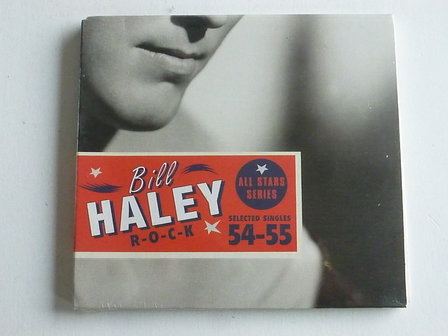 Bill
HALEY
R-O-C-K
ALL STARS
SERIES
SELECTED SINGLES
54-55